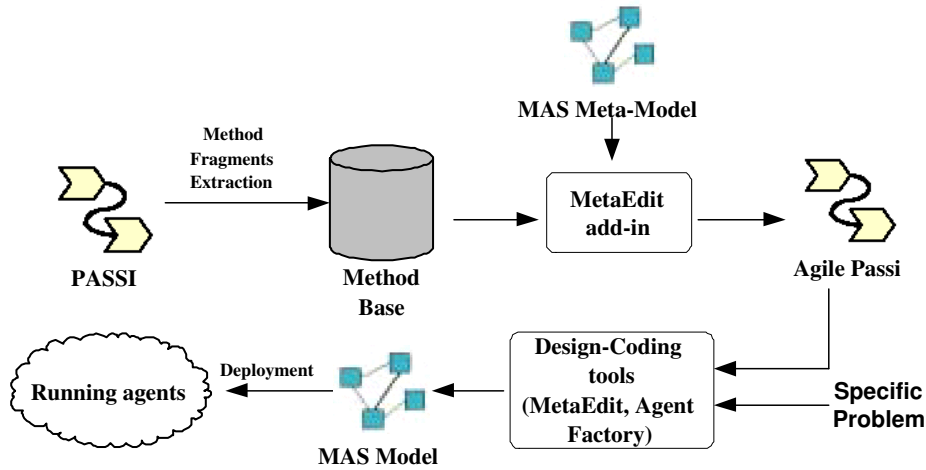 MAS Meta-Model
Method
Fragments
Extraction
MetaEdit
add-in
PASSI
Method
Base
Agile Passi
Running agents
Deployment
MAS Model
Design-Coding
tools
(MetaEdit, Agent
Factory)
Specific
Problem